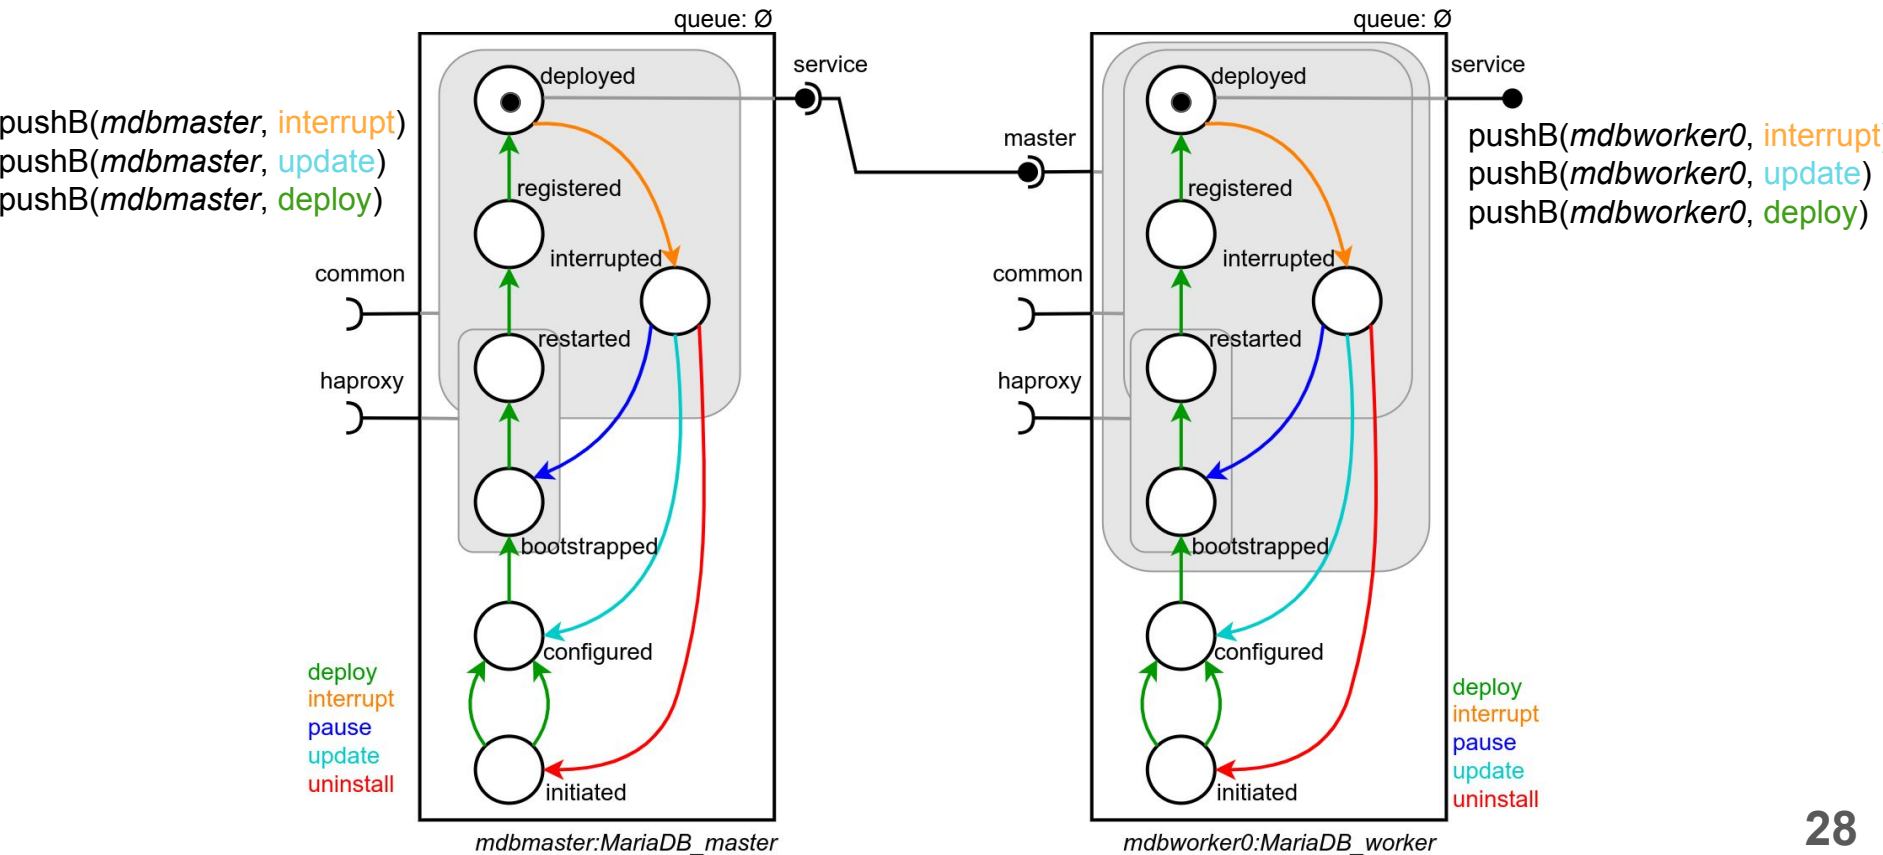 queue: Ø
deployed
service
pushB(mdbmaster, interrupt)
pushB(mdbmaster, update)
pushB(mdbmaster, deploy)
registered
interrupted
common
restarted
haproxy
bootstrapped
configured
deploy
interrupt
pause
update
uninstall
initiated
mdbmaster:MariaDB_master
queue: Ø
deployed
service
master
pushB(mdbworker0, interrupt)
pushB(mdbworker0, update)
pushB(mdbworker0, deploy)
registered
interrupted
common
restarted
haproxy
bootstrapped
configured
deploy
interrupt
pause
update
uninstall
initiated
mdbworker0:MariaDB_worker
28